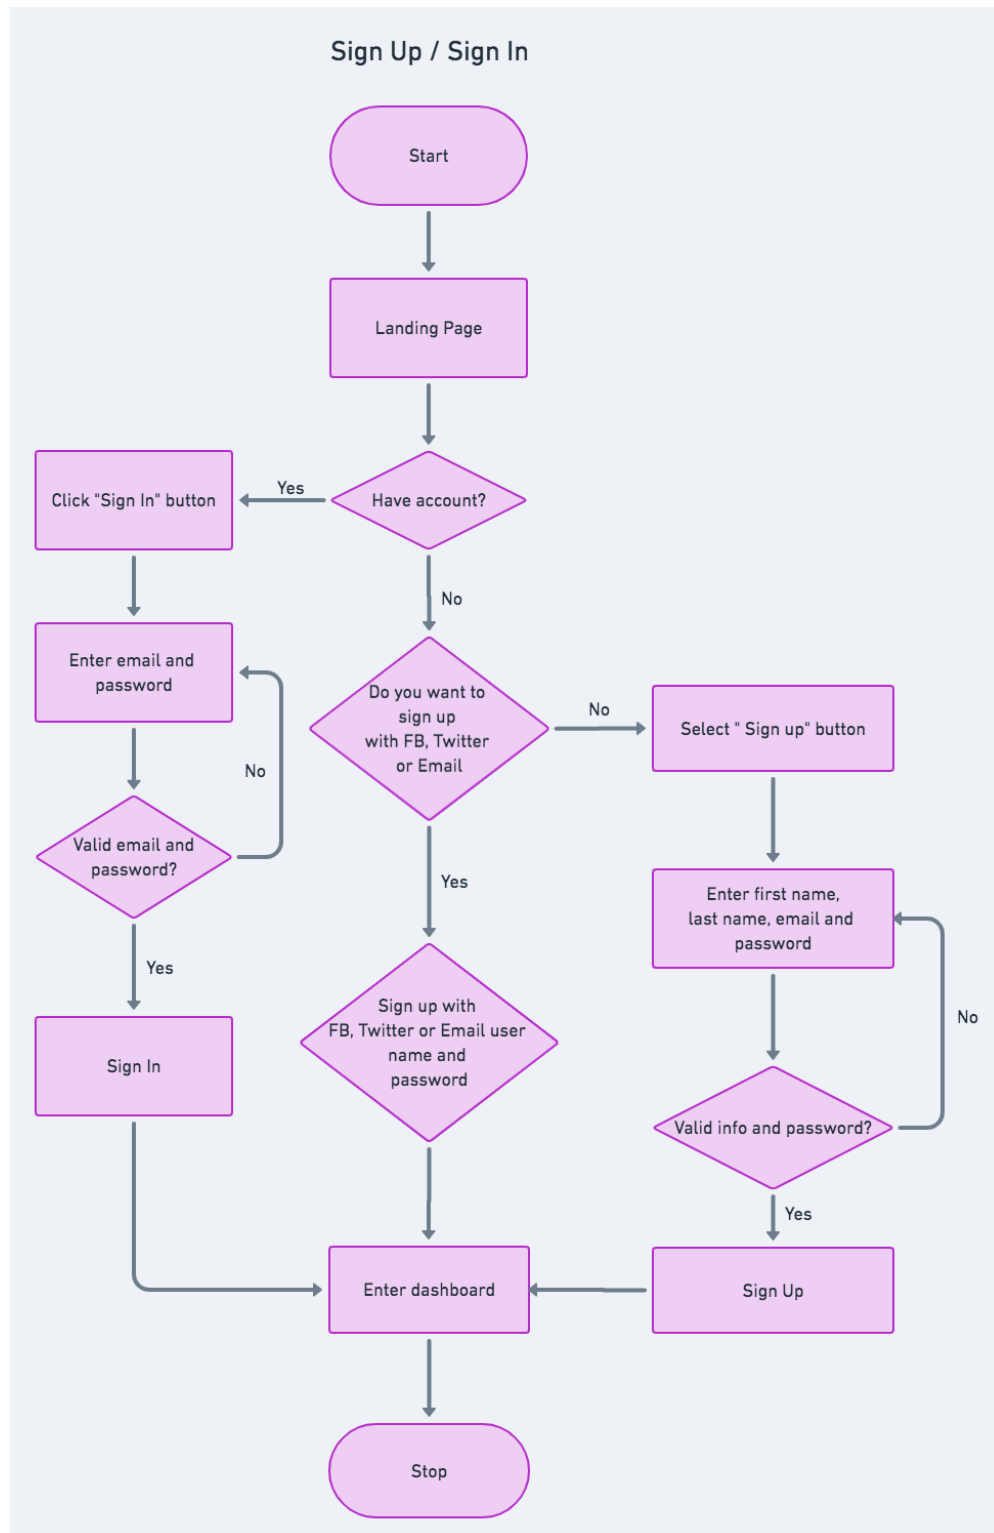 Sign Up / Sign In
Start
Landing Page
Have account?
Yes
Click "Sign In" button
No
Enter email and
password
Do you want to
sign up
with FB, Twitter
or Email
No
Select " Sign up" button
No
Valid email and
password?
Yes
Enter first name,
last name, email and
password
Yes
Sign up with
FB, Twitter or Email user
name and
password
No
Sign In
Valid info and password?
Yes
Enter dashboard
Sign Up
Stop